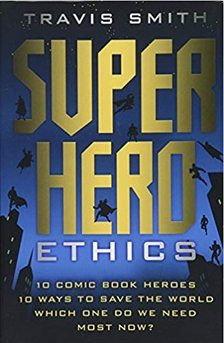 TRAVIS SMITH
SUPER
HERO
ETHICS
10 COMIC BOOK HEROES
10 WAYS TO SAVE THE WORLD
WHICH ONE DO WE NEED
MOST NOW?